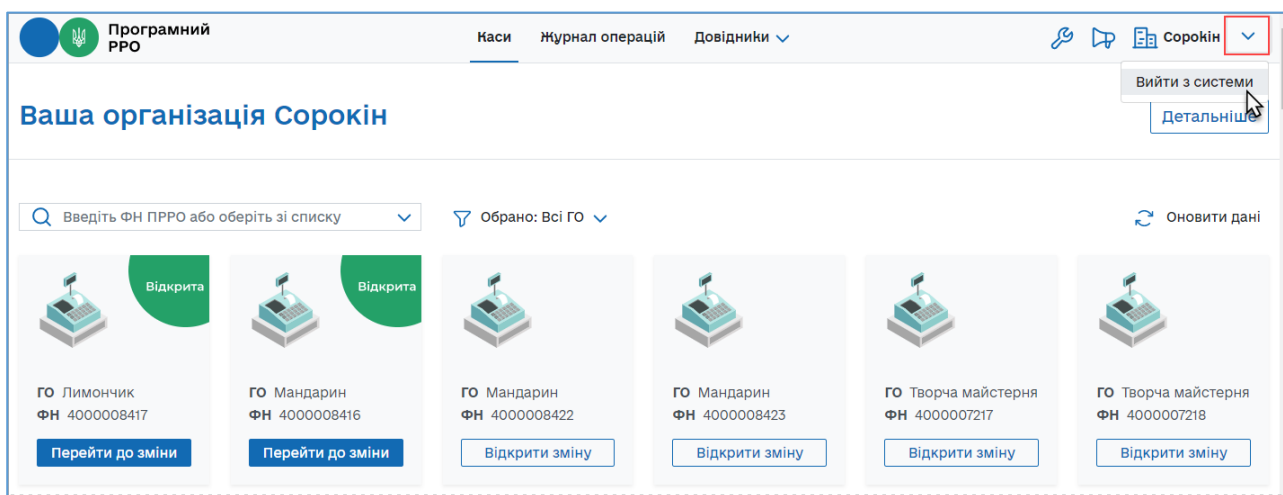 Програмний
РРО
Каси
Журнал операцій
Довідники
Сорокін
Вийти з системи
Ваша організація Сорокін
Детальніше
Введіть ФН ПРРО або оберіть зі списку
Обрано: Всі ГО
Оновити дані
Відкрита
Відкрита
ГО Лимончик
ФН 4000008417
Перейти до зміни
ГО Мандарин
ФН 4000008416
Перейти до зміни
ГО Мандарин
ФН 4000008422
Відкрити зміну
ГО Мандарин
ФН 4000008423
Відкрити зміну
ГО Творча майстерня
ФН 4000007217
Відкрити зміну
ГО Творча майстерня
ФН 4000007218
Відкрити зміну